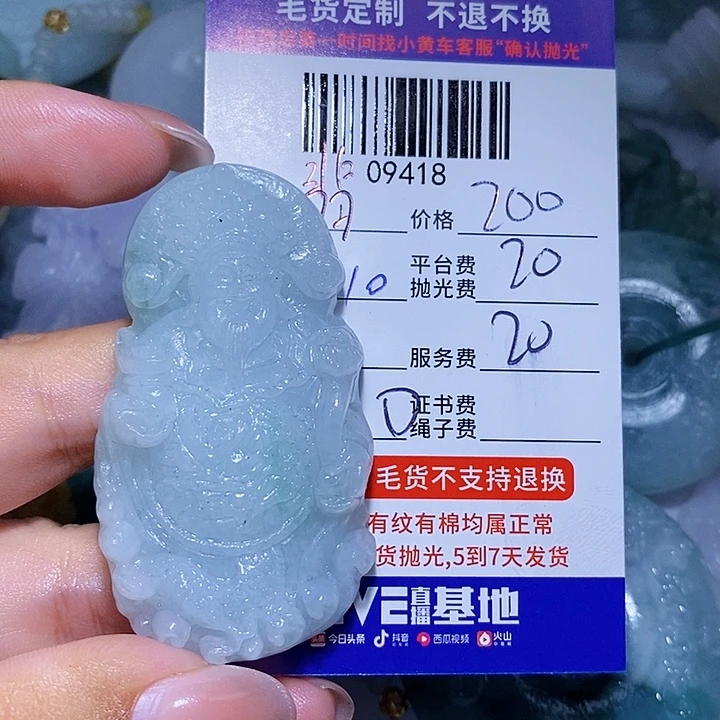 毛货定制 不退不换
一时间找小黄车客服“确认抛光”
09418
价格 200
平台费 20
抛光费
10
服务费 20
D
证书费
绳子费
毛货不支持退换
有纹有棉均属正常
货抛光,5到7天发货
直播基地
今日头条 抖音 西瓜视频 火山